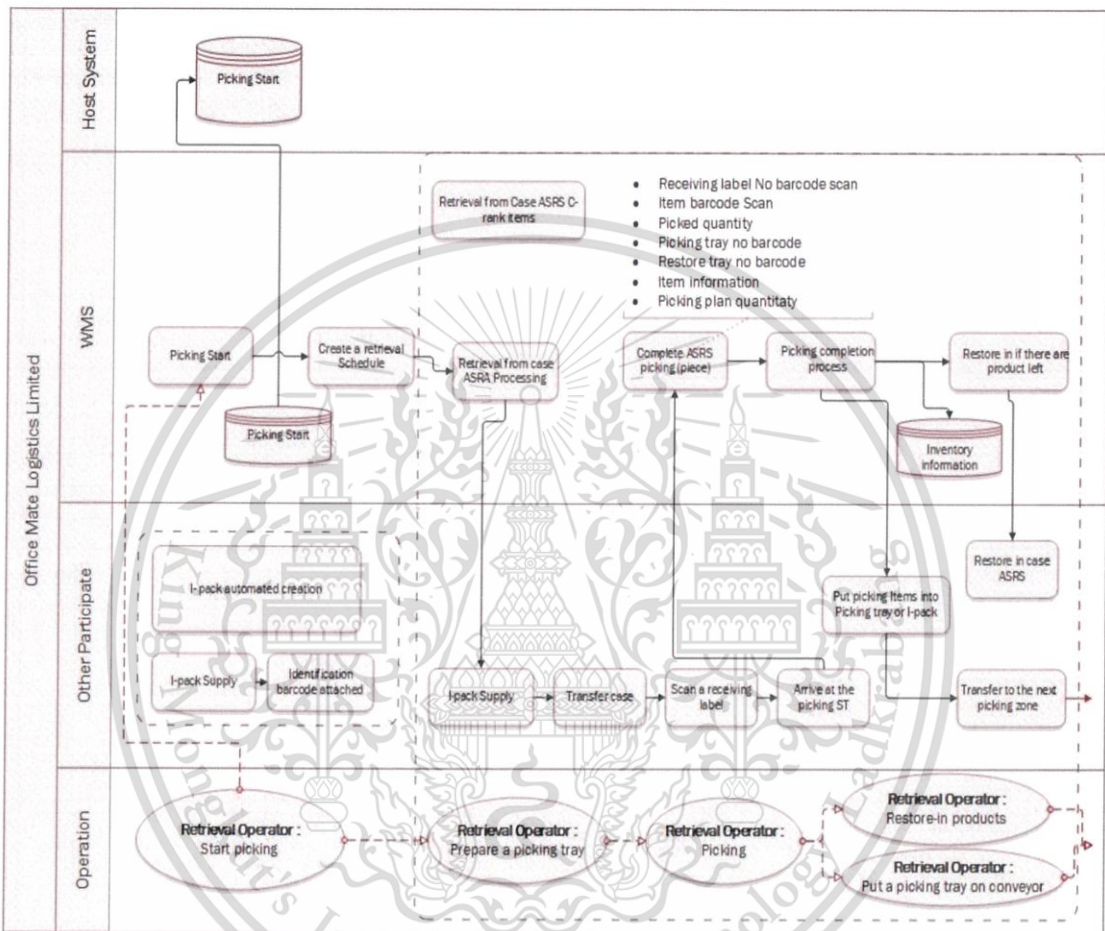 Office Mate Logistics Limited
Host System
Picking Start
WMS
Retrieval from Case ASRS C-
rank items
• Receiving label No barcode scan
• Item barcode Scan
• Picked quantity
• Picking tray no barcode
• Restore tray no barcode
• Item information
• Picking plan quantitaty
Picking Start
Create a retrieval
Schedule
Retrieval from case
ASRA Processing
Complete ASRS
picking (piece)
Picking completion
process
Restore in if there are
product left
Picking Start
Inventory
information
Other Participate
I-pack automated creation
I-pack Supply
Identification
barcode attached
Restore in case
ASRS
Put picking Items into
Picking tray or I-pack
I-pack Supply
Transfer case
Scan a receiving
label
Arrive at the
picking ST
Transfer to the next
picking zone
Operation
Retrieval Operator :
Start picking
Retrieval Operator :
Prepare a picking tray
Retrieval Operator :
Picking
Retrieval Operator :
Restore-in products
Retrieval Operator :
Put a picking tray on conveyor
King Mongkut's Institute of Technology Ladkrabang